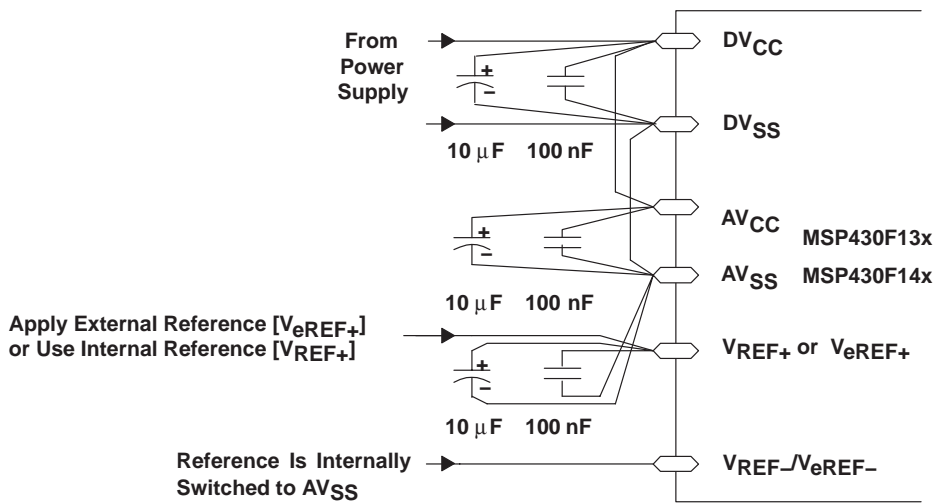 From
Power
Supply
DVCC
+
−
DVSS
10 µF 100 nF
AVCC
MSP430F13x
+
−
AVSS MSP430F14x
10 µF 100 nF
Apply External Reference [VeREF+]
or Use Internal Reference [VREF+]
VREF+ or VeREF+
+
−
10 µF 100 nF
Reference Is Internally
Switched to AVSS
VREF−/VeREF−